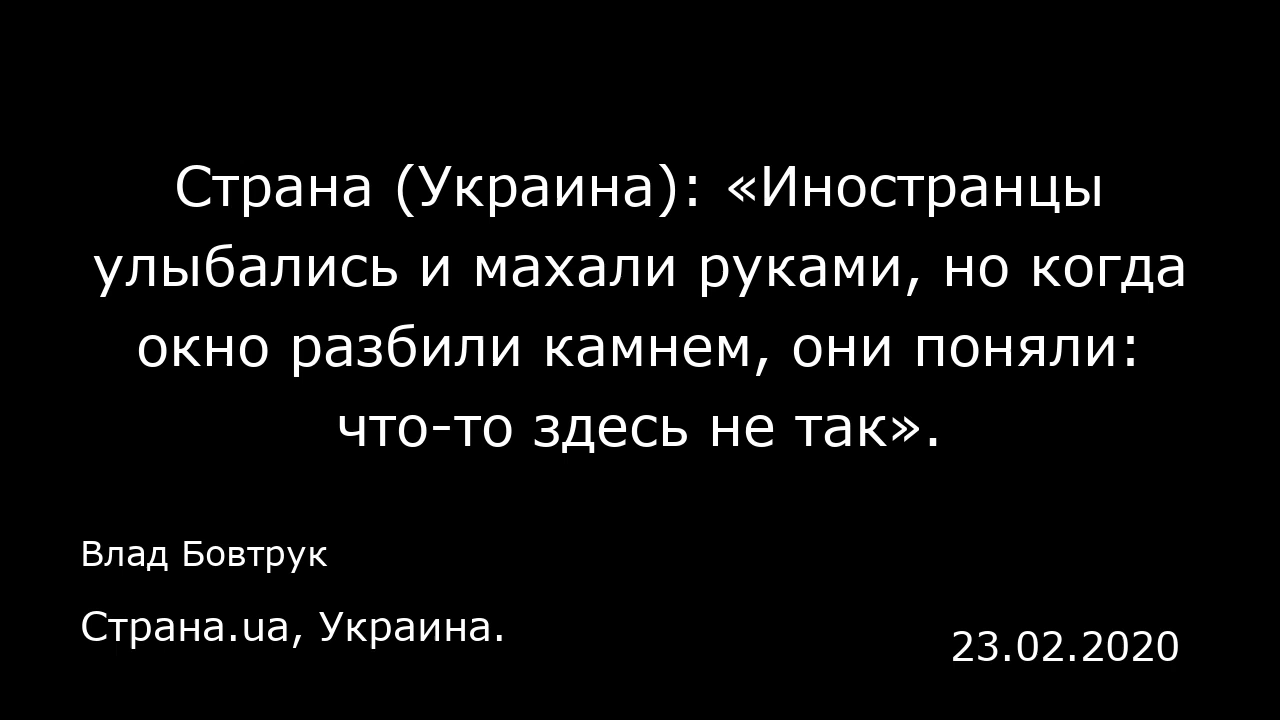 Страна (Украина): «Иностранцы
улыбались и махали руками, но когда
окно разбили камнем, они поняли:
что-то здесь не так».
Влад Бовтрук
Страна.ua, Украина.
23.02.2020